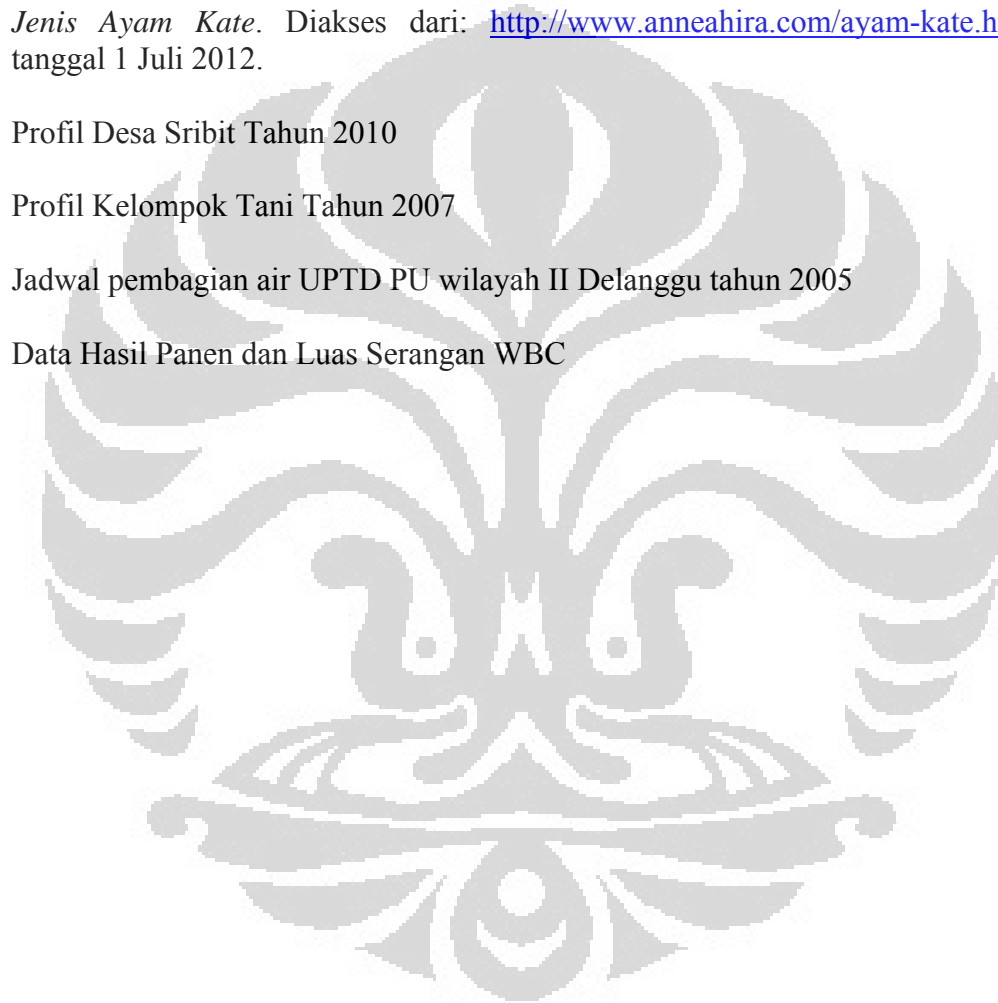 Jenis Ayam Kate. Diakses dari: http://www.anneahira.com/ayam-kate.h
tanggal 1 Juli 2012.
Profil Desa Sribit Tahun 2010
Profil Kelompok Tani Tahun 2007
Jadwal pembagian air UPTD PU wilayah II Delanggu tahun 2005
Data Hasil Panen dan Luas Serangan WBC